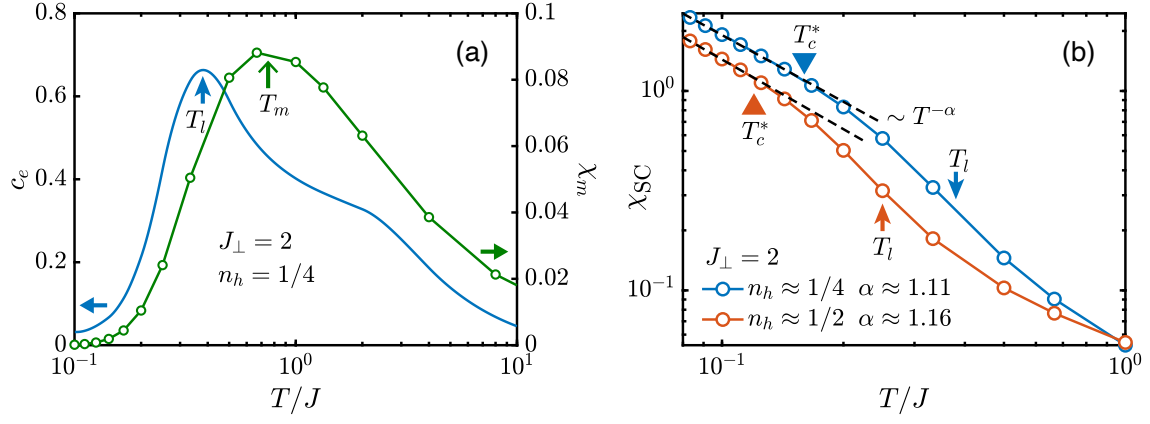 (a)
0.8
0.6
0.4
0.2
0
c_e
0.1
0.08
0.06
0.04
0.02
0
χ_m
T_l
T_m
J_⊥ = 2
n_h = 1/4
10^{-1}
10^0
10^1
T/J
(b)
10^0
10^{-1}
χ_SC
T_c^*
T_c^*
~ T^{-α}
T_l
T_l
J_⊥ = 2
n_h ≈ 1/4 α ≈ 1.11
n_h ≈ 1/2 α ≈ 1.16
10^{-1}
10^0
T/J